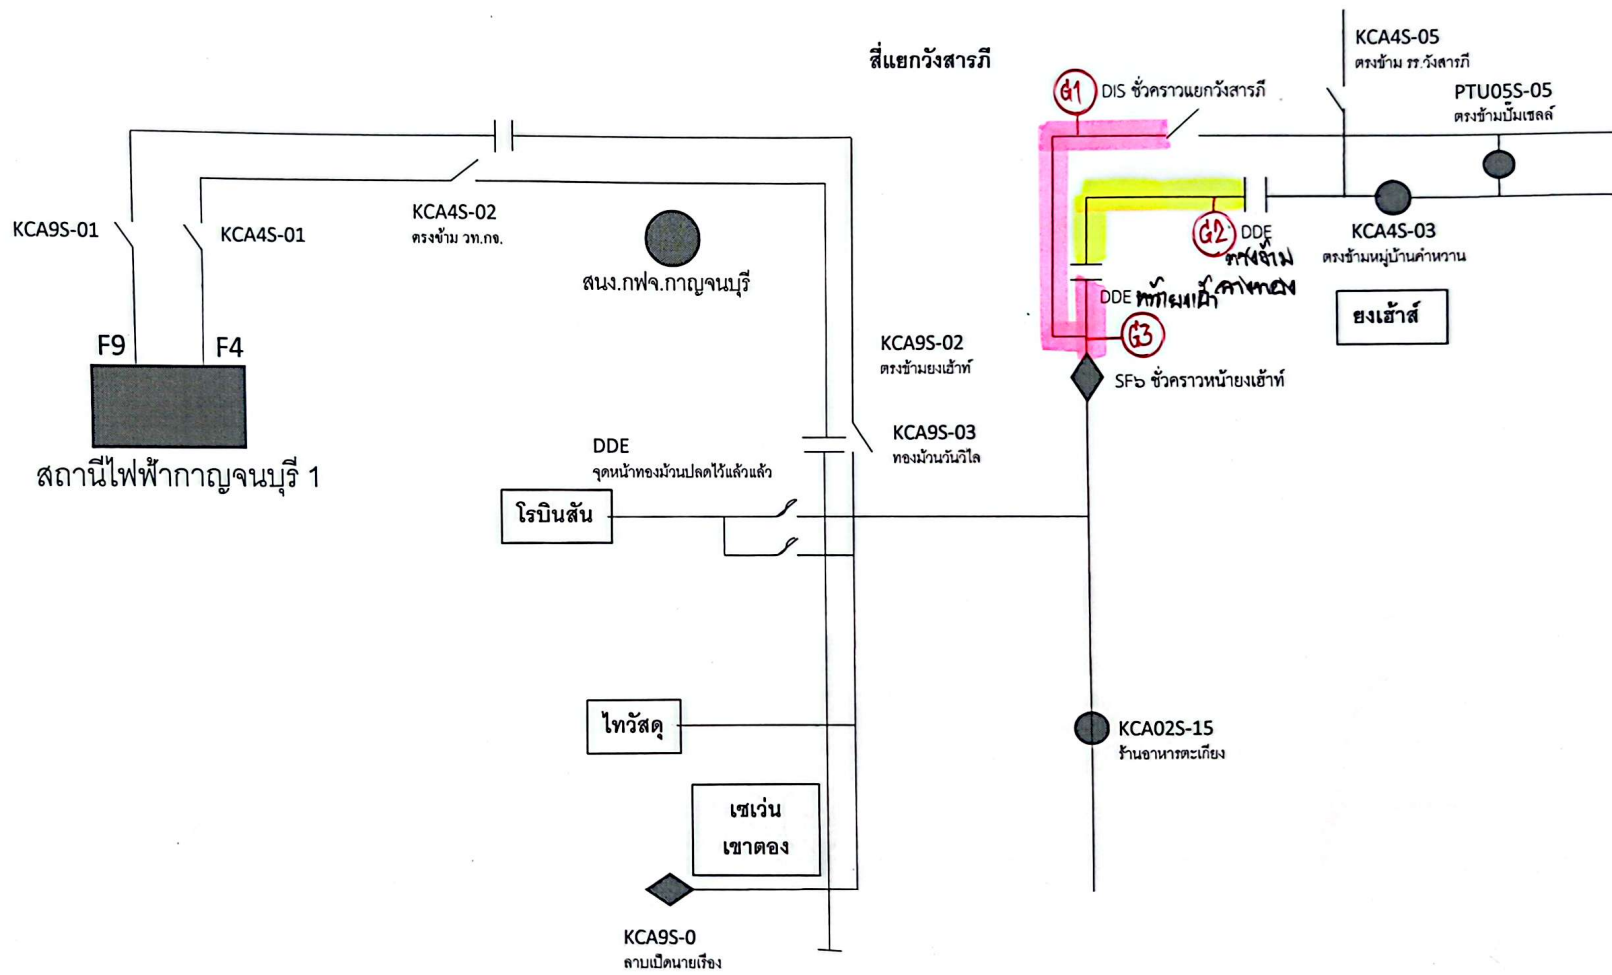 สี่แยกวังสารภี
KCA4S-05
ตรงข้าม รร.วังสารภี
G1
DIS ชั่วคราวแยกวังสารภี
PTU05S-05
ตรงข้ามปั๊มเชลล์
KCA9S-01
KCA4S-01
KCA4S-02
ตรงข้าม วท.กจ.
สนง.กฟจ.กาญจนบุรี
G2
DDE
ตรงข้าม
KCA4S-03
ตรงข้ามหมู่บ้านคำหวาน
DDE
G3
ยงเฮ้าส์
F9
F4
KCA9S-02
ตรงข้ามยงเฮ้าท์
SF๖ ชั่วคราวหน้ายงเฮ้าท์
สถานีไฟฟ้ากาญจนบุรี 1
DDE
จุดหน้าทองม้วนปลดไว้แล้วแล้ว
KCA9S-03
ทองม้วนวันวิไล
โรบินสัน
ไทวัสดุ
KCA02S-15
ร้านอาหารตะเกียง
เซเว่น
เขาตอง
KCA9S-0
ลาบเป็ดนายเรือง